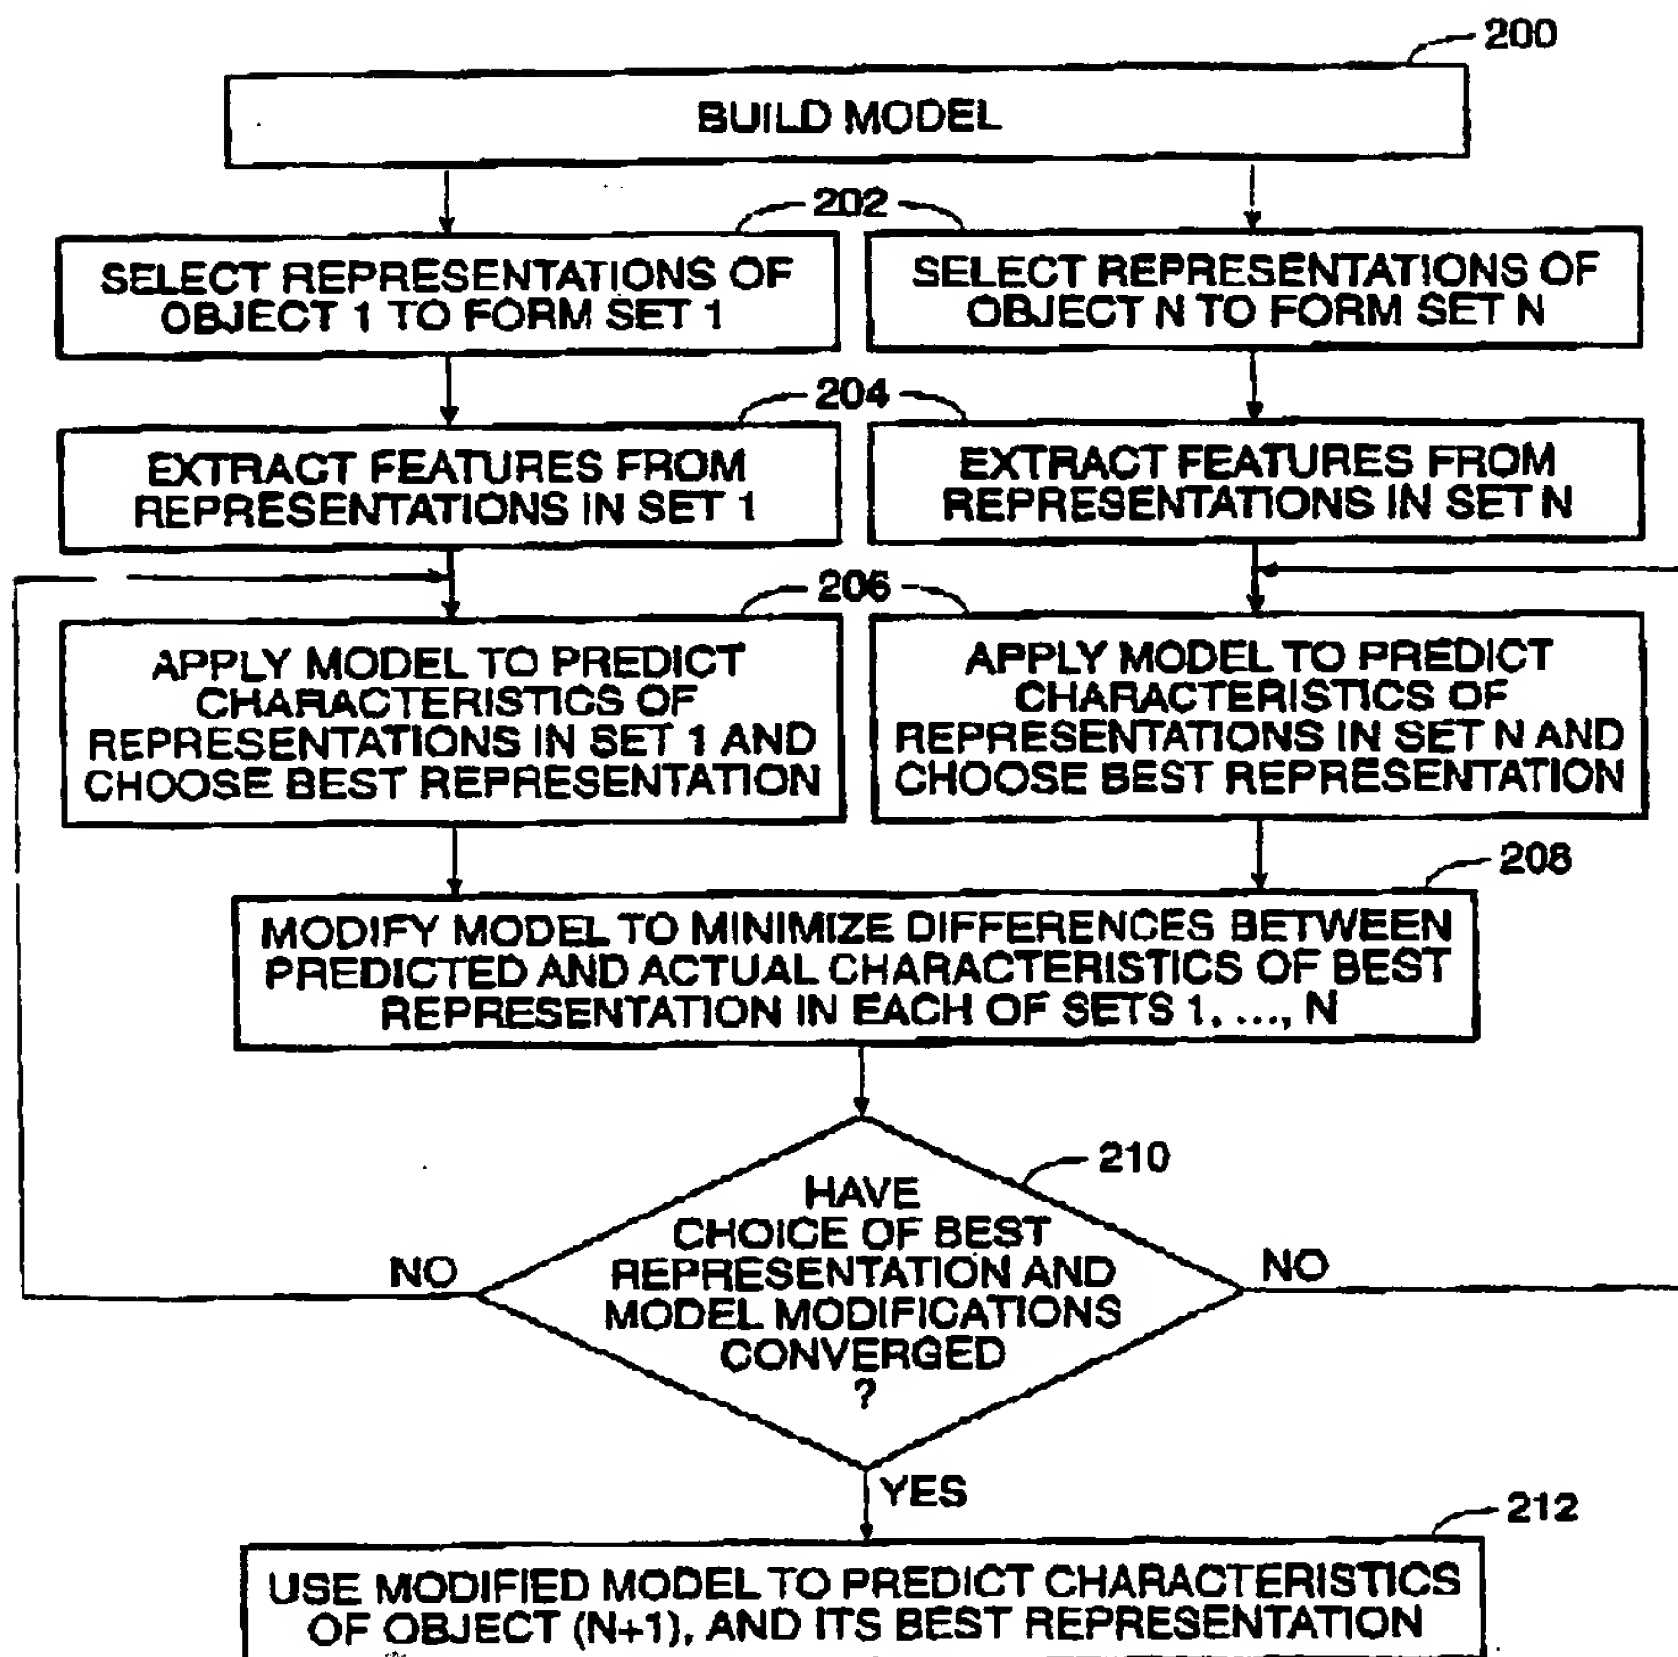 200
BUILD MODEL
202
SELECT REPRESENTATIONS OF
OBJECT 1 TO FORM SET 1
SELECT REPRESENTATIONS OF
OBJECT N TO FORM SET N
204
EXTRACT FEATURES FROM
REPRESENTATIONS IN SET 1
EXTRACT FEATURES FROM
REPRESENTATIONS IN SET N
206
APPLY MODEL TO PREDICT
CHARACTERISTICS OF
REPRESENTATIONS IN SET 1 AND
CHOOSE BEST REPRESENTATION
APPLY MODEL TO PREDICT
CHARACTERISTICS OF
REPRESENTATIONS IN SET N AND
CHOOSE BEST REPRESENTATION
208
MODIFY MODEL TO MINIMIZE DIFFERENCES BETWEEN
PREDICTED AND ACTUAL CHARACTERISTICS OF BEST
REPRESENTATION IN EACH OF SETS 1, ..., N
210
HAVE
CHOICE OF BEST
REPRESENTATION AND
MODEL MODIFICATIONS
CONVERGED
?
NO
NO
YES
212
USE MODIFIED MODEL TO PREDICT CHARACTERISTICS
OF OBJECT (N+1), AND ITS BEST REPRESENTATION